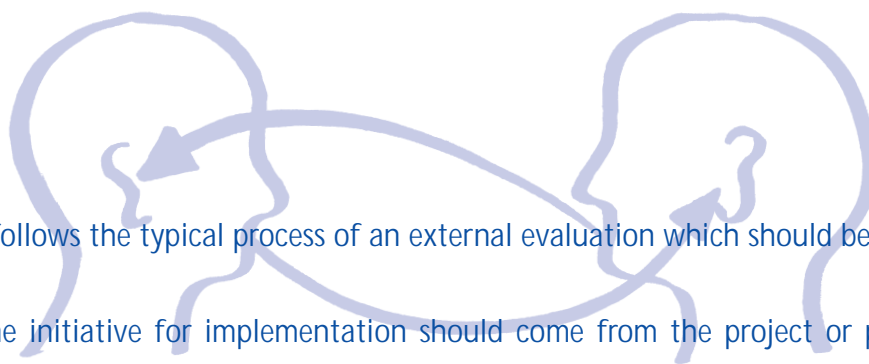 ollows the typical process of an external evaluation which should be
e initiative for implementation should come from the project or p